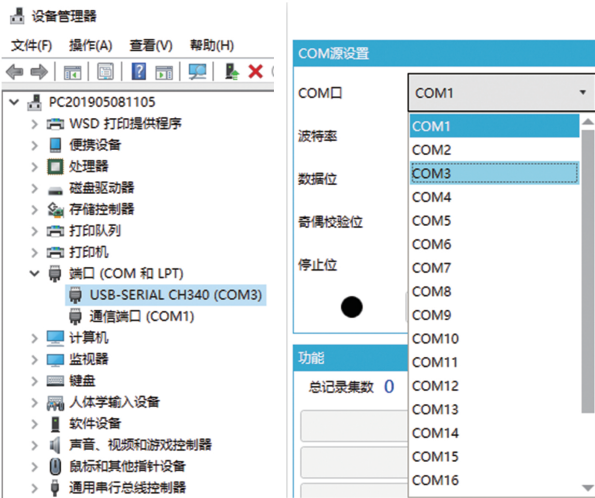 设备管理器
文件(F) 操作(A) 查看(V) 帮助(H)
PC201905081105
WSD 打印提供程序
便携设备
处理器
磁盘驱动器
存储控制器
打印队列
打印机
端口 (COM 和 LPT)
USB-SERIAL CH340 (COM3)
通信端口 (COM1)
计算机
监视器
键盘
人体学输入设备
软件设备
声音、视频和游戏控制器
鼠标和其他指针设备
通用串行总线控制器
COM源设置
COM口
COM1
波特率
数据位
奇偶校验位
停止位
COM1
COM2
COM3
COM4
COM5
COM6
COM7
COM8
COM9
COM10
COM11
COM12
COM13
COM14
COM15
COM16
功能
总记录集数 0